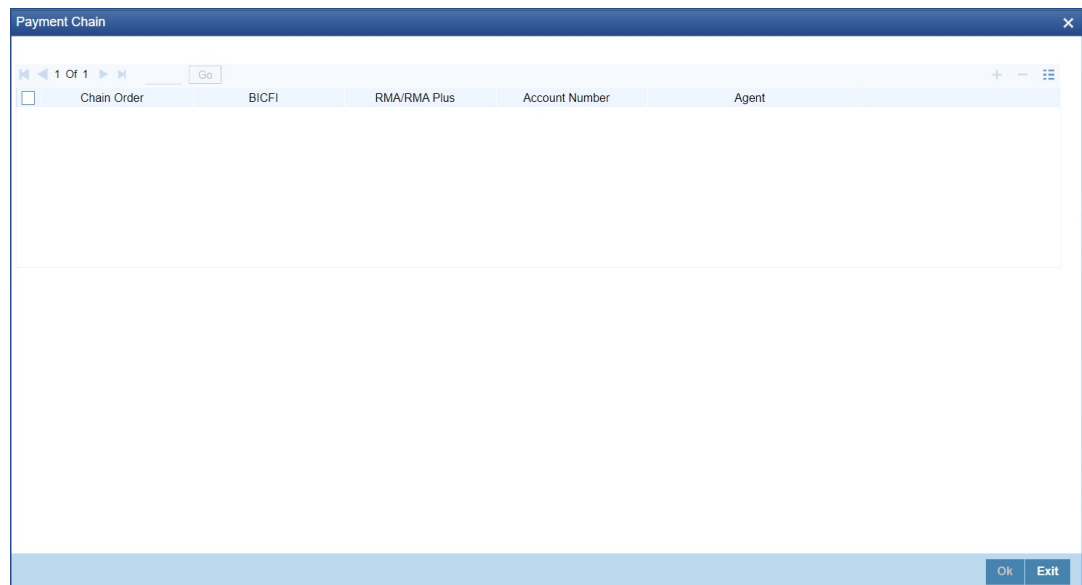 Payment Chain
1 Of 1 Go
Chain Order BICFI RMA/RMA Plus Account Number Agent
Ok Exit